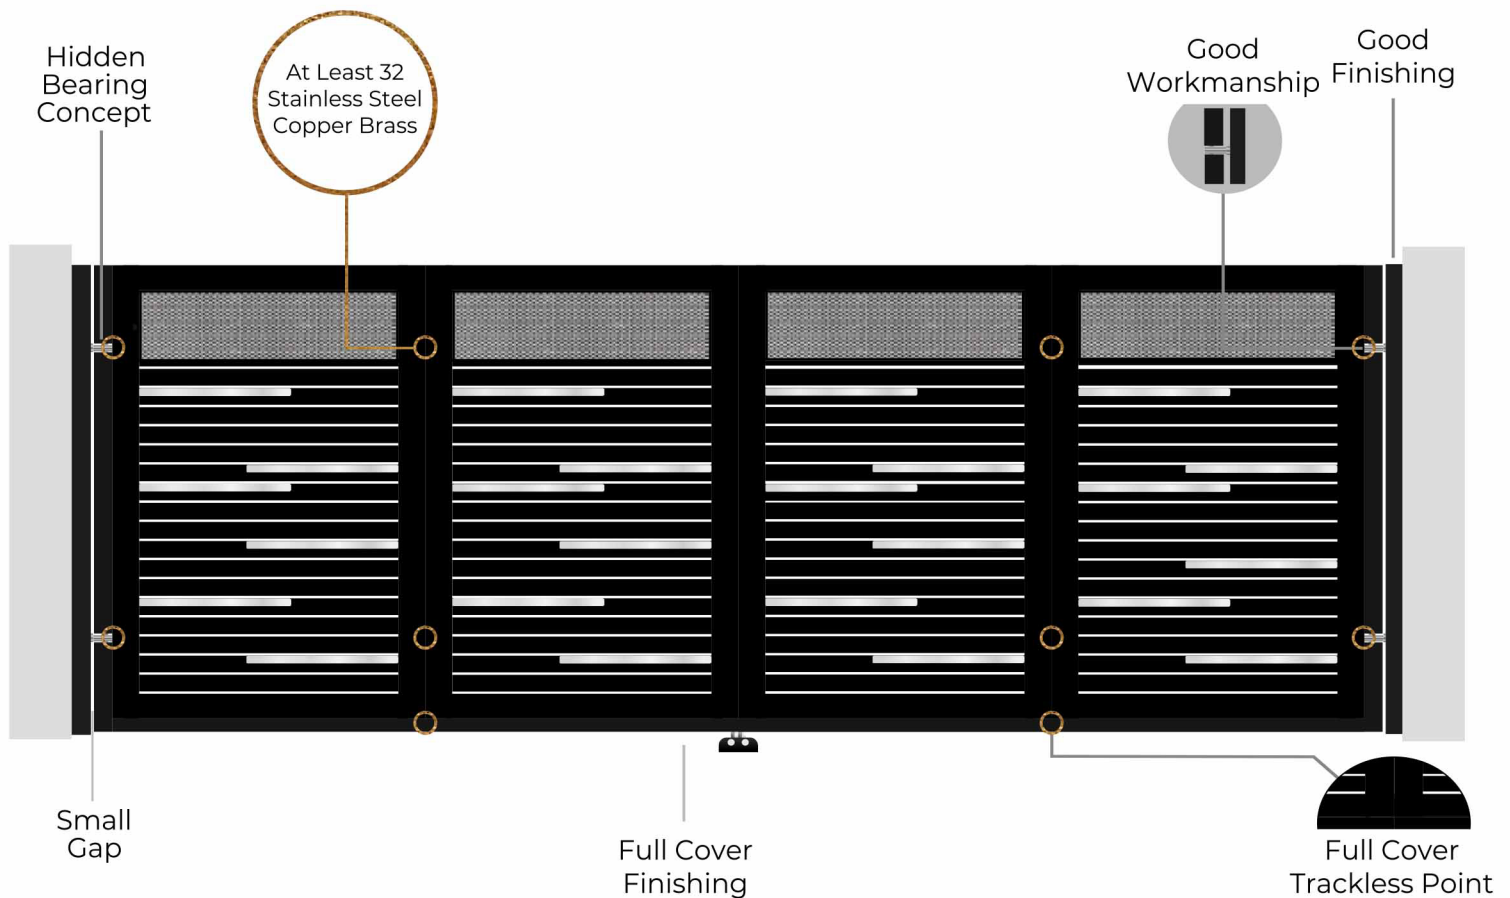 Hidden
Bearing
Concept
At Least 32
Stainless Steel
Copper Brass
Good
Workmanship
Good
Finishing
Small
Gap
Full Cover
Finishing
Full Cover
Trackless Point